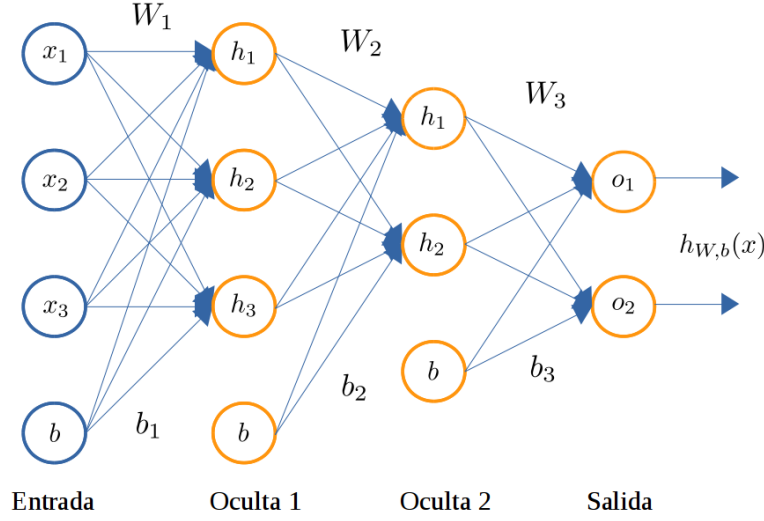 W₁
x₁
h₁
W₂
h₁
W₃
x₂
h₂
o₁
h₂
h_{W,b}(x)
x₃
h₃
o₂
b
b₃
b₂
b
b₁
b
Entrada
Oculta 1
Oculta 2
Salida